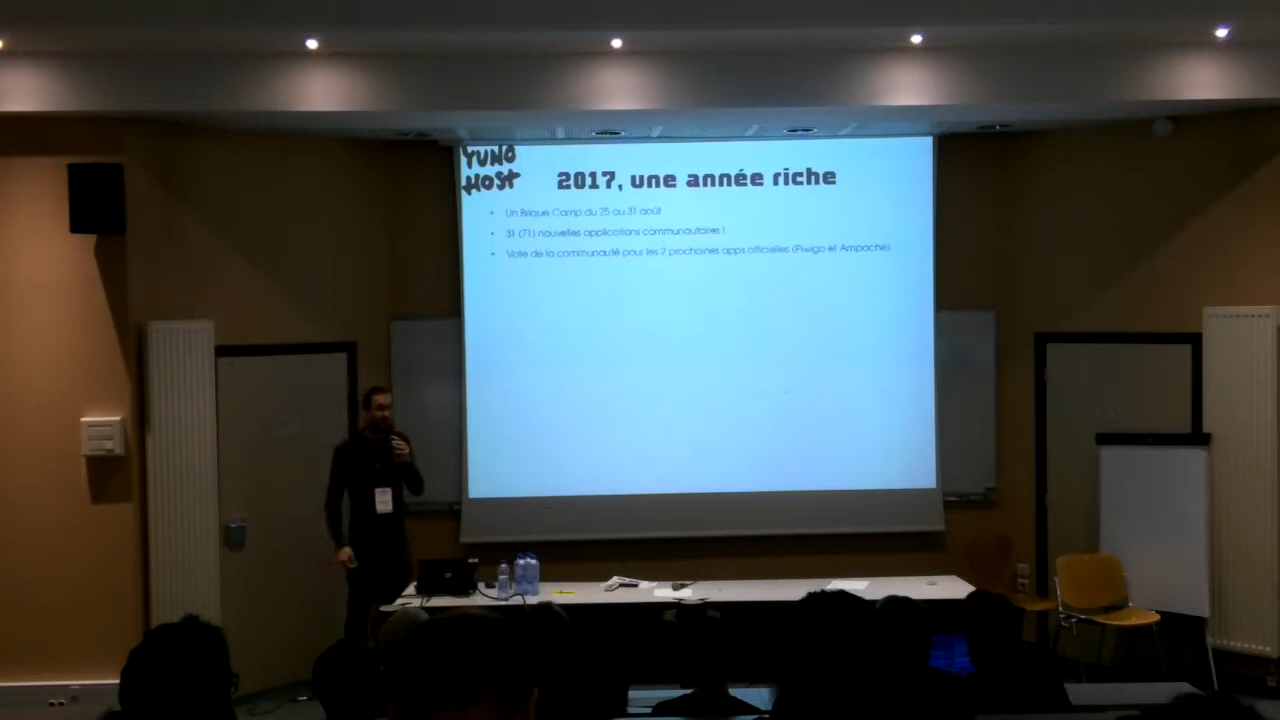 YUNO
HOST
2017, une année riche
• Un Brique Camp du 25 au 31 août
• 31 (71) nouvelles applications communautaires !
• Vote de la communauté pour les 2 prochaines apps officielles (Piwigo et Ampache)